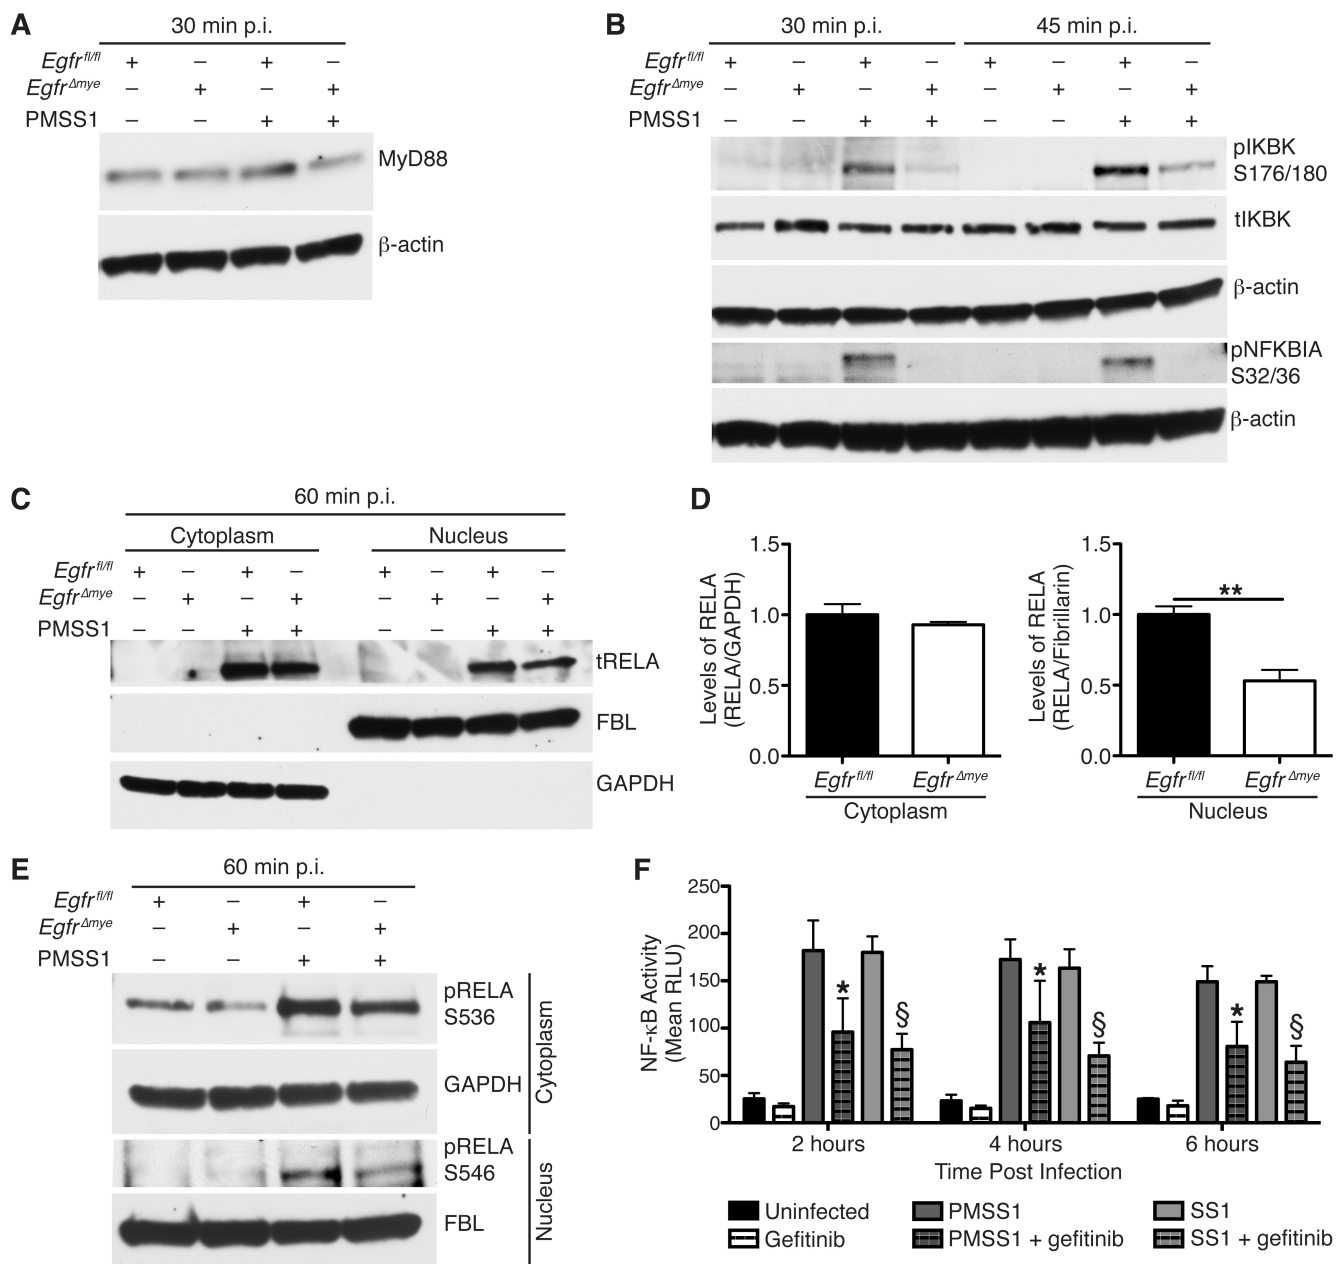 A
30 min p.i.
Egfr fl/fl + – + –
Egfr Δmye – + – +
PMSS1 – – + +
MyD88
β-actin
B
30 min p.i. 45 min p.i.
Egfr fl/fl + – + – + – + –
Egfr Δmye – + – + – + – +
PMSS1 – – + + – – + +
pIKBK
S176/180
tIKBK
β-actin
pNFKBIA
S32/36
β-actin
C
60 min p.i.
Cytoplasm Nucleus
Egfr fl/fl + – + – + – + –
Egfr Δmye – + – + – + – +
PMSS1 – – + + – – + +
tRELA
FBL
GAPDH
D
Levels of RELA
(RELA/GAPDH)
1.5
1.0
0.5
0.0
Egfr fl/fl Egfr Δmye
Cytoplasm
Levels of RELA
(RELA/Fibrillarin)
1.5
1.0
0.5
0.0
**
Egfr fl/fl Egfr Δmye
Nucleus
E
60 min p.i.
Egfr fl/fl + – + –
Egfr Δmye – + – +
PMSS1 – – + +
pRELA
S536
GAPDH
Cytoplasm
pRELA
S546
FBL
Nucleus
F
NF-κB Activity
(Mean RLU)
250
200
150
100
50
0
* § * § * §
2 hours 4 hours 6 hours
Time Post Infection
Uninfected PMSS1 SS1
Gefitinib PMSS1 + gefitinib SS1 + gefitinib